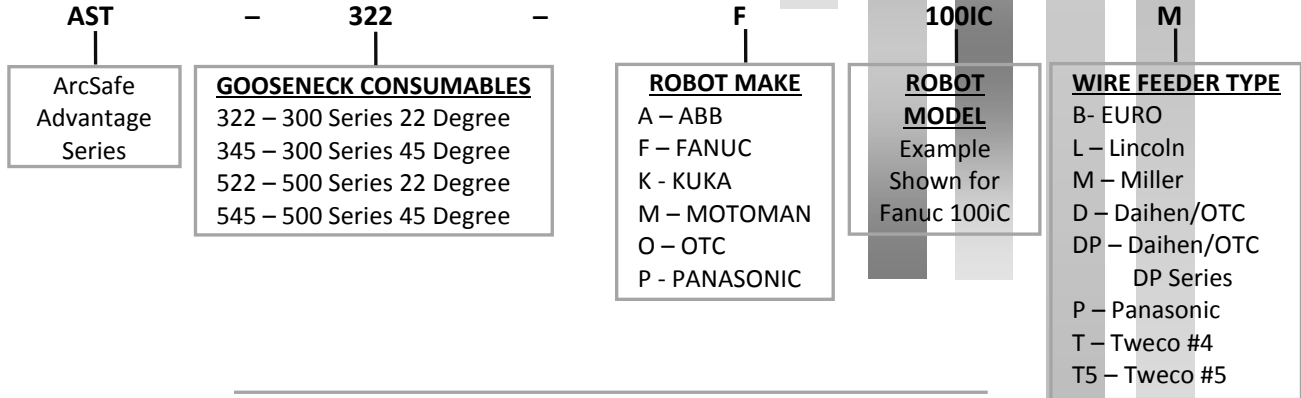 AST – 322 – F 100IC M
ArcSafe
Advantage
Series
GOOSENECK CONSUMABLES
322 – 300 Series 22 Degree
345 – 300 Series 45 Degree
522 – 500 Series 22 Degree
545 – 500 Series 45 Degree
ROBOT MAKE
A – ABB
F – FANUC
K - KUKA
M – MOTOMAN
O – OTC
P - PANASONIC
ROBOT
MODEL
Example
Shown for
Fanuc 100iC
WIRE FEEDER TYPE
B- EURO
L – Lincoln
M – Miller
D – Daihen/OTC
DP – Daihen/OTC
DP Series
P – Panasonic
T – Tweco #4
T5 – Tweco #5